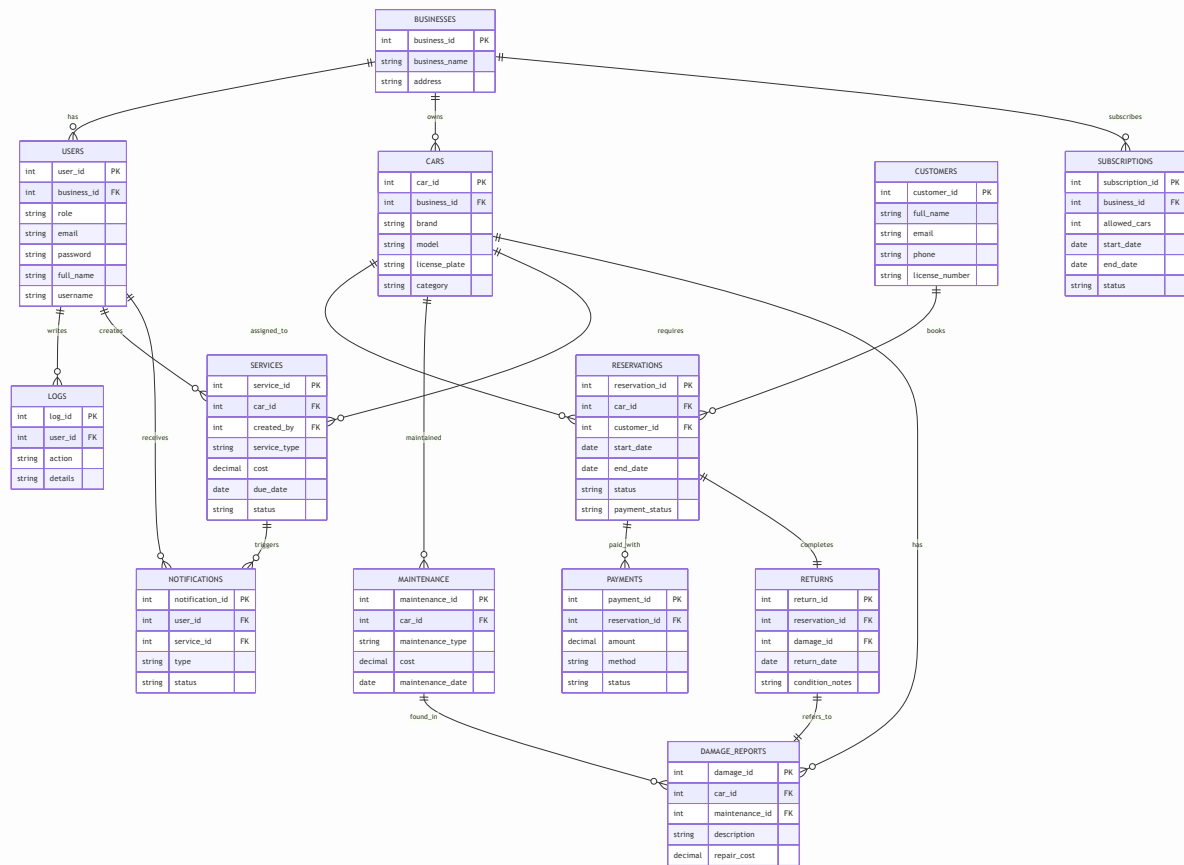 BUSINESSES
int business_id PK
string business_name
string address
has
owns
subscribes
USERS
int user_id PK
int business_id FK
string role
string email
string password
string full_name
string username
CARS
int car_id PK
int business_id FK
string brand
string model
string license_plate
string category
CUSTOMERS
int customer_id PK
string full_name
string email
string phone
string license_number
SUBSCRIPTIONS
int subscription_id PK
int business_id FK
int allowed_cars
date start_date
date end_date
string status
writes
creates
assigned_to
requires
books
LOGS
int log_id PK
int user_id FK
string action
string details
SERVICES
int service_id PK
int car_id FK
int created_by FK
string service_type
decimal cost
date due_date
string status
RESERVATIONS
int reservation_id PK
int car_id FK
int customer_id FK
date start_date
date end_date
string status
string payment_status
receives
maintained
triggers
paid_with
completes
has
NOTIFICATIONS
int notification_id PK
int user_id FK
int service_id FK
string type
string status
MAINTENANCE
int maintenance_id PK
int car_id FK
string maintenance_type
decimal cost
date maintenance_date
PAYMENTS
int payment_id PK
int reservation_id FK
decimal amount
string method
string status
RETURNS
int return_id PK
int reservation_id FK
int damage_id FK
date return_date
string condition_notes
found_in
refers_to
DAMAGE_REPORTS
int damage_id PK
int car_id FK
int maintenance_id FK
string description
decimal repair_cost